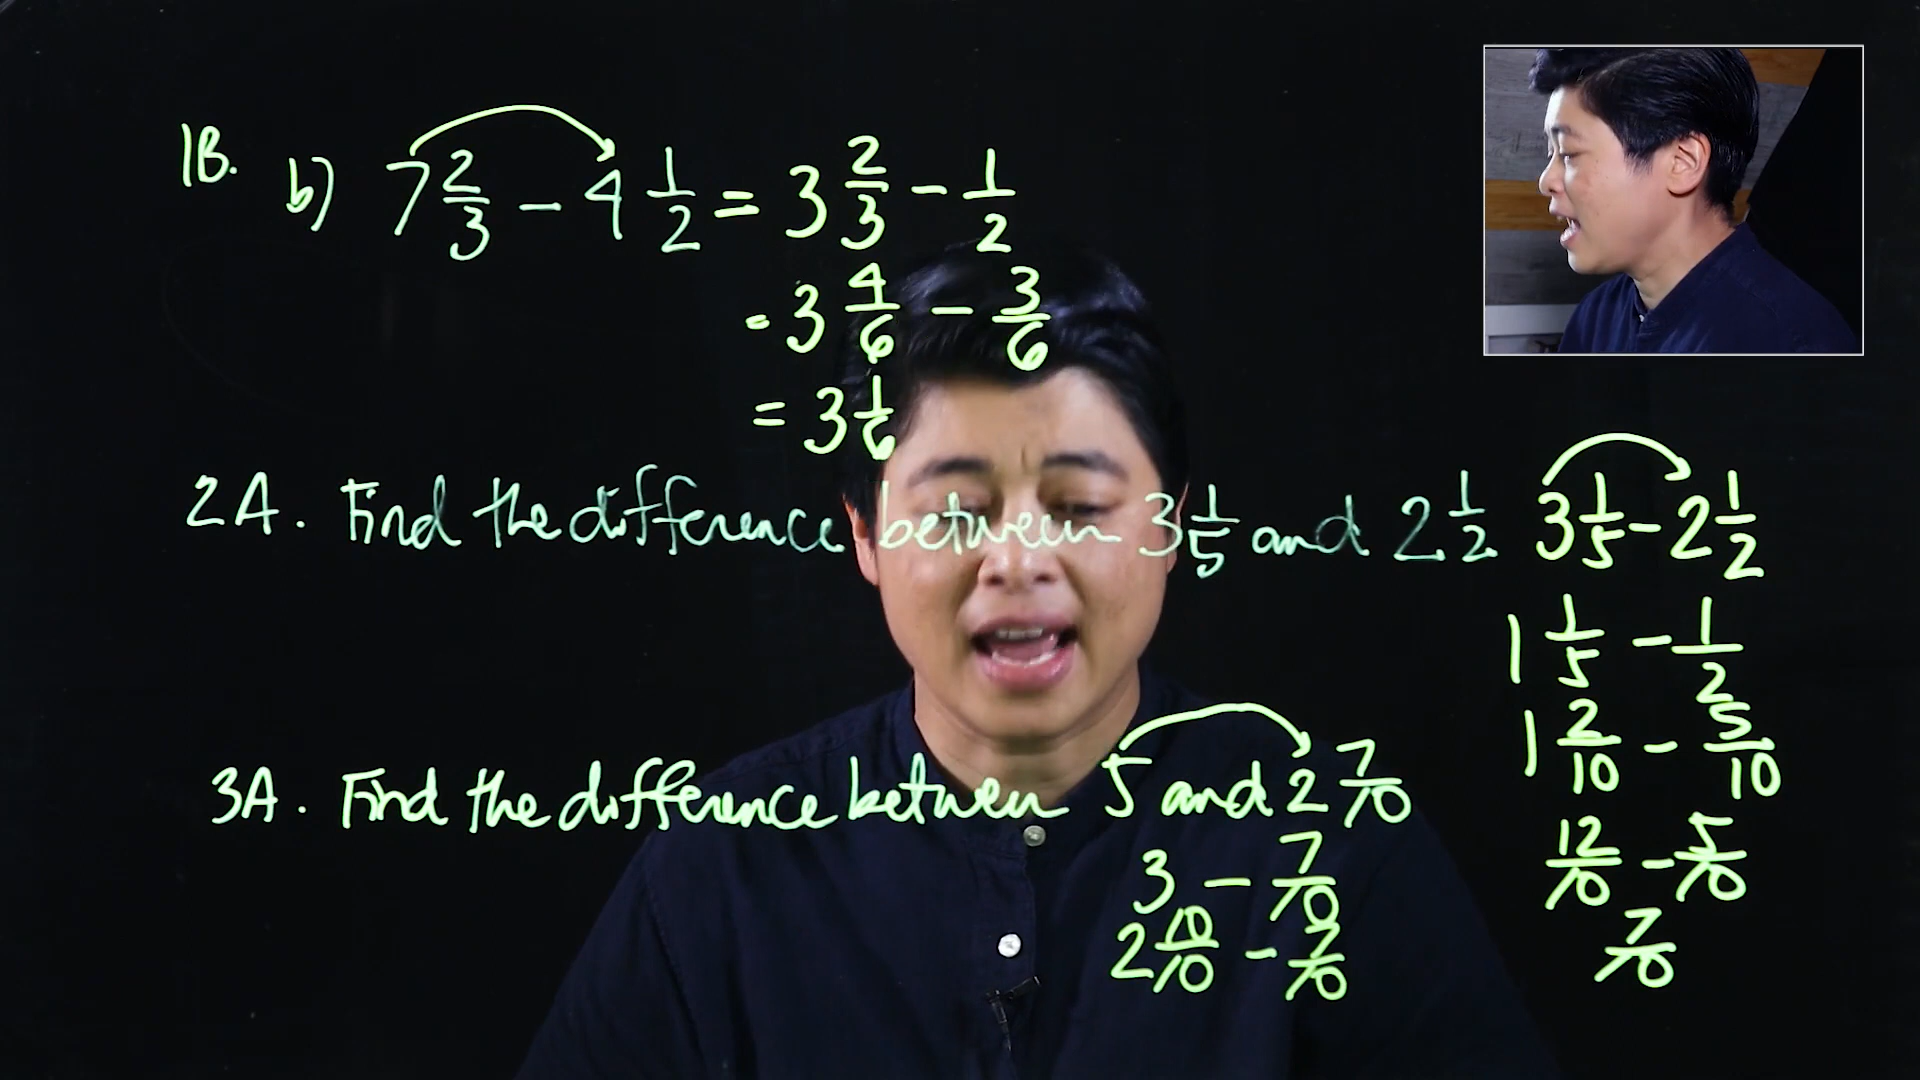 1B. b) 7 2/3 - 4 1/2 = 3 2/3 - 1/2
= 3 4/6 - 3/6
= 3 1/6
2A. Find the difference between 3 1/5 and 2 1/2
3 1/5 - 2 1/2
1 1/5 - 1/2
1 2/10 - 5/10
12/10 - 5/10
7/10
3A. Find the difference between 5 and 2 7/10
3 - 7/10
2 10/10 - 7/10